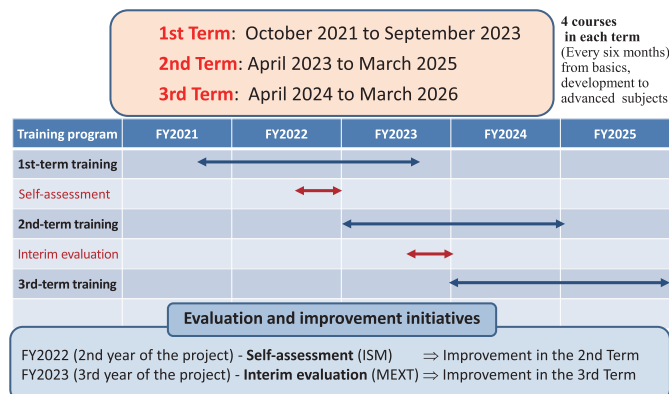 1st Term: October 2021 to September 2023
2nd Term: April 2023 to March 2025
3rd Term: April 2024 to March 2026
4 courses
in each term
(Every six months)
from basics,
development to
advanced subjects
Training program FY2021 FY2022 FY2023 FY2024 FY2025
1st-term training
Self-assessment
2nd-term training
Interim evaluation
3rd-term training
Evaluation and improvement initiatives
FY2022 (2nd year of the project) - Self-assessment (ISM) ⇒ Improvement in the 2nd Term
FY2023 (3rd year of the project) - Interim evaluation (MEXT) ⇒ Improvement in the 3rd Term